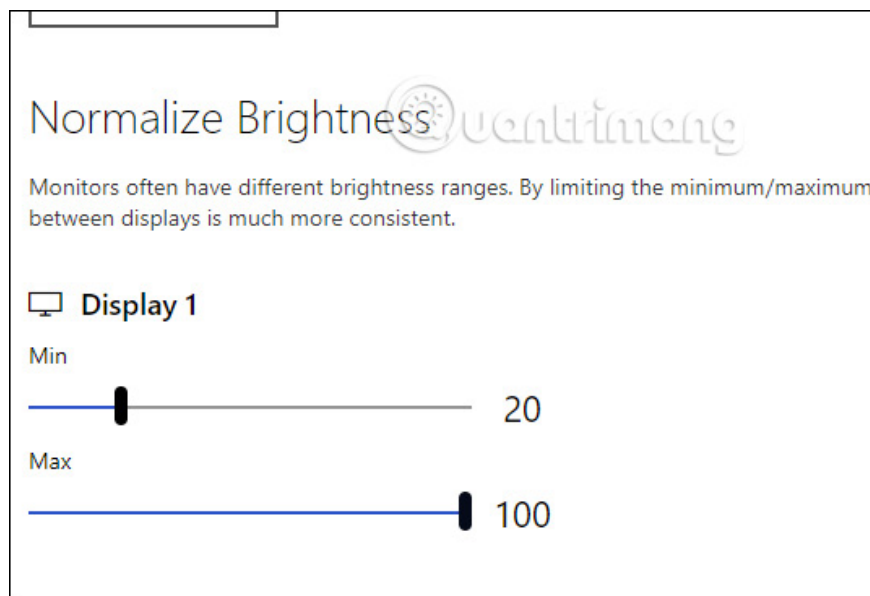 Normalize Brightness
Quantrimang
Monitors often have different brightness ranges. By limiting the minimum/maximum
between displays is much more consistent.
Display 1
Min
20
Max
100